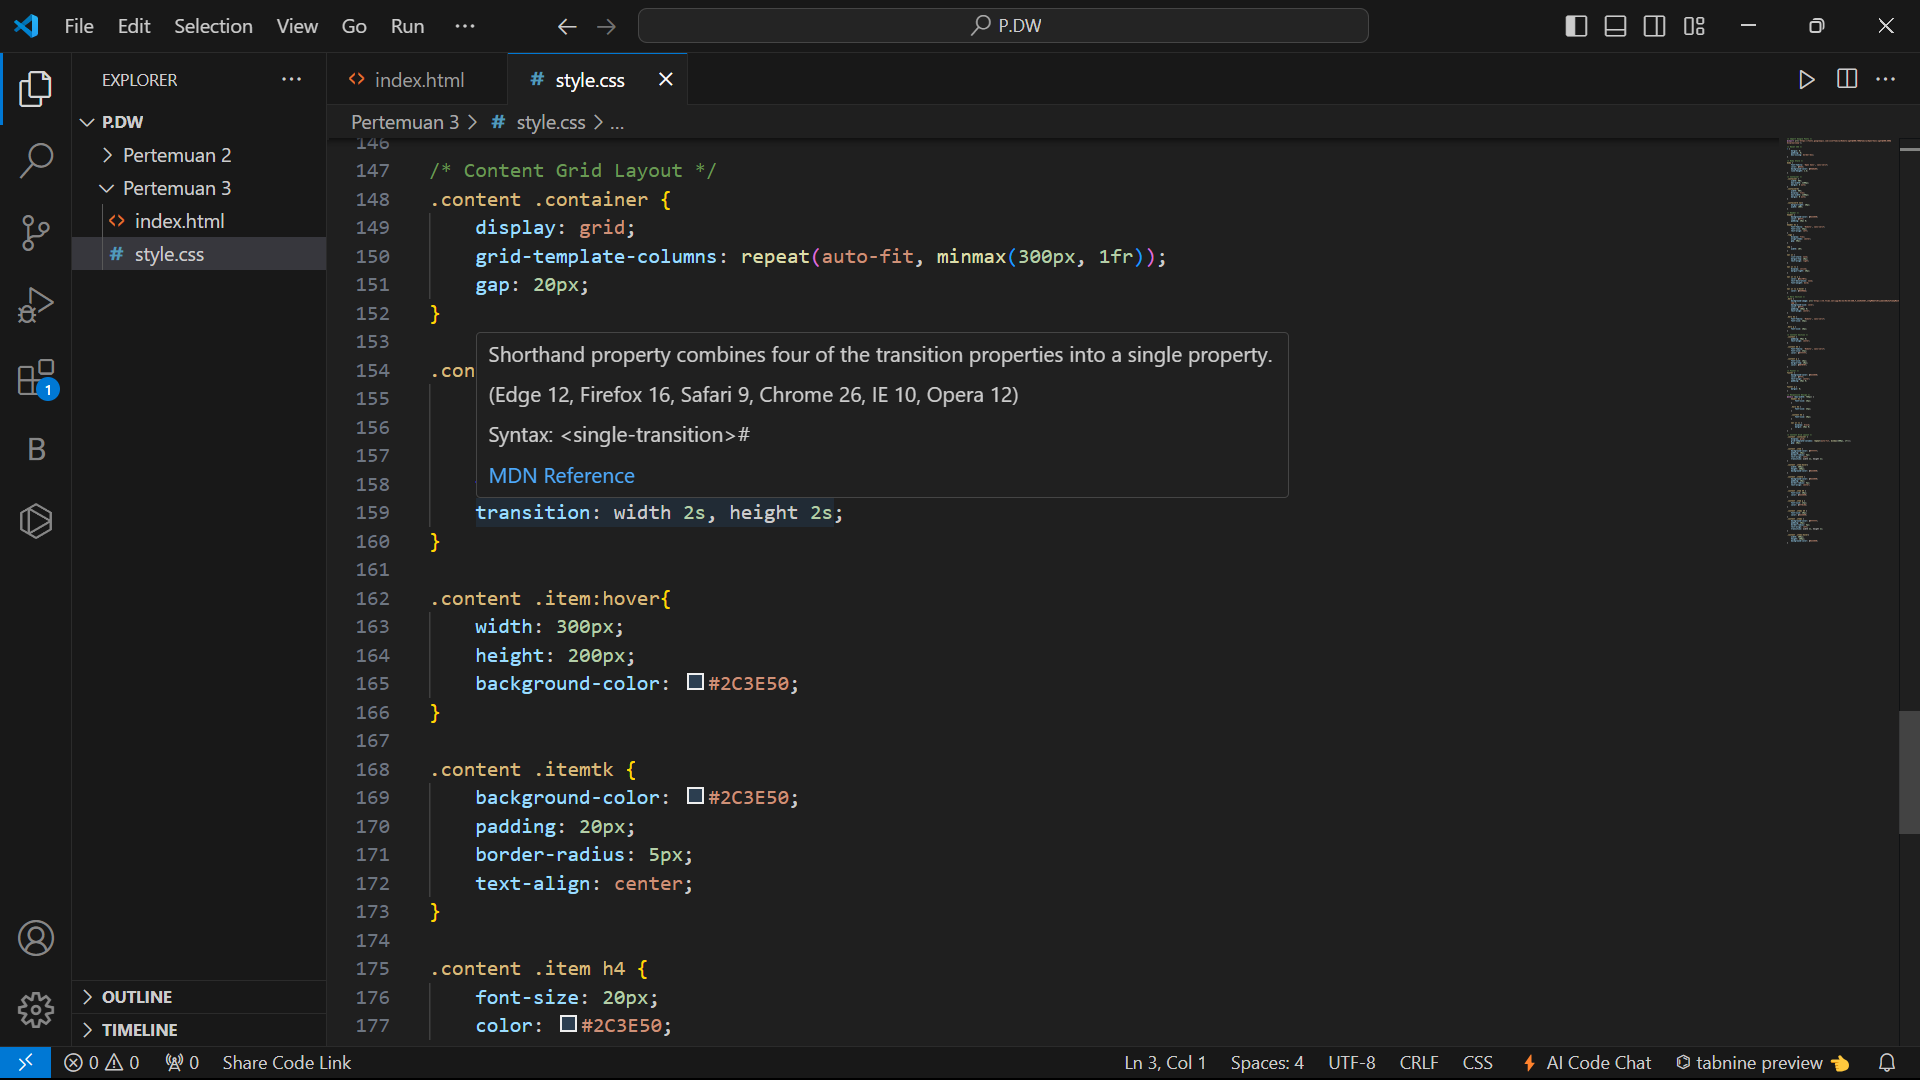 File Edit Selection View Go Run ··· P.DW
EXPLORER ···
index.html
# style.css
P.DW
Pertemuan 3 > # style.css > ...
Pertemuan 2
Pertemuan 3
index.html
# style.css
146
147 /* Content Grid Layout */
148 .content .container {
149 display: grid;
150 grid-template-columns: repeat(auto-fit, minmax(300px, 1fr));
151 gap: 20px;
152 }
153
Shorthand property combines four of the transition properties into a single property.
154 .con
(Edge 12, Firefox 16, Safari 9, Chrome 26, IE 10, Opera 12)
155
156
Syntax: <single-transition>#
157
MDN Reference
158
159 transition: width 2s, height 2s;
160 }
161
162 .content .item:hover{
163 width: 300px;
164 height: 200px;
165 background-color: #2C3E50;
166 }
167
168 .content .itemtk {
169 background-color: #2C3E50;
170 padding: 20px;
171 border-radius: 5px;
172 text-align: center;
173 }
174
175 .content .item h4 {
176 font-size: 20px;
177 color: #2C3E50;
1
B
OUTLINE
TIMELINE
0 0 0 Share Code Link Ln 3, Col 1 Spaces: 4 UTF-8 CRLF CSS AI Code Chat tabnine preview